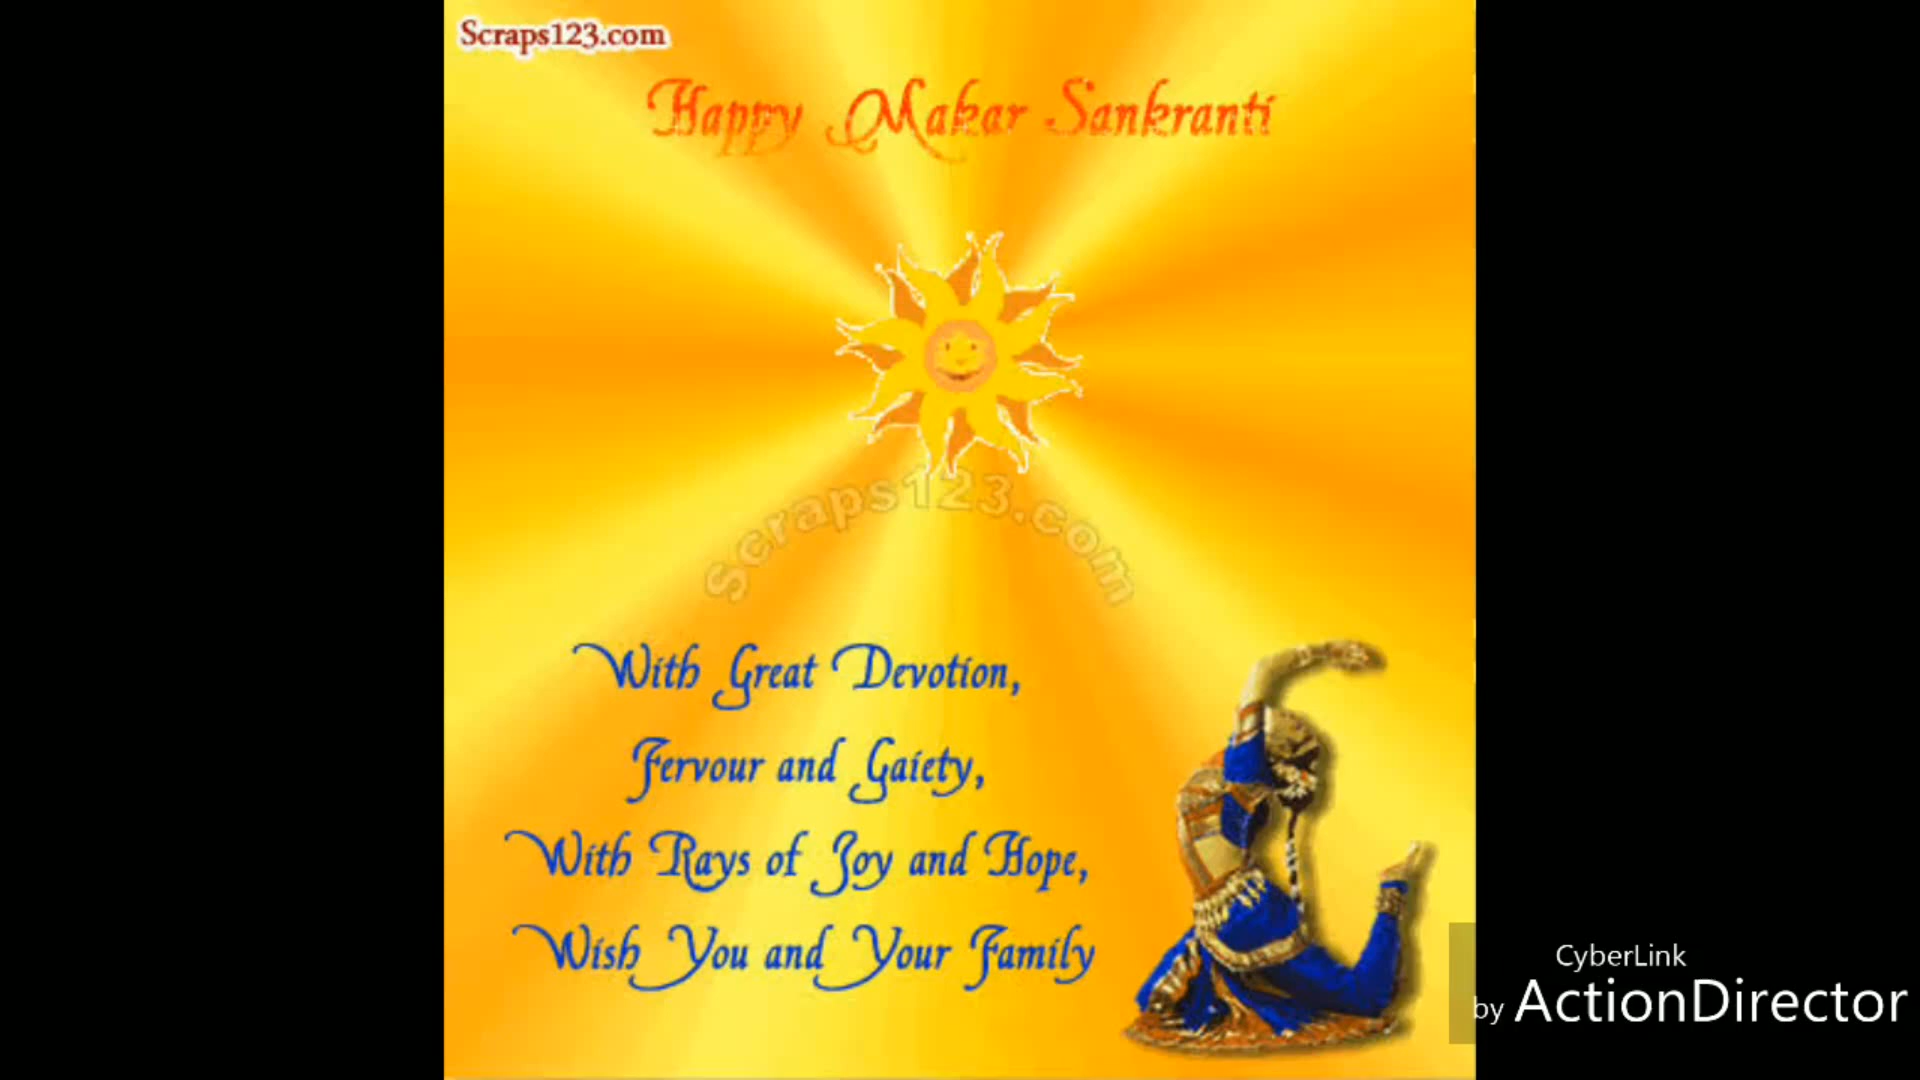 Scraps123.com
Happy Makar Sankranti
Scraps123.com
With Great Devotion,
Fervour and Gaiety,
With Rays of Joy and Hope,
Wish You and Your Family
CyberLink
by ActionDirector